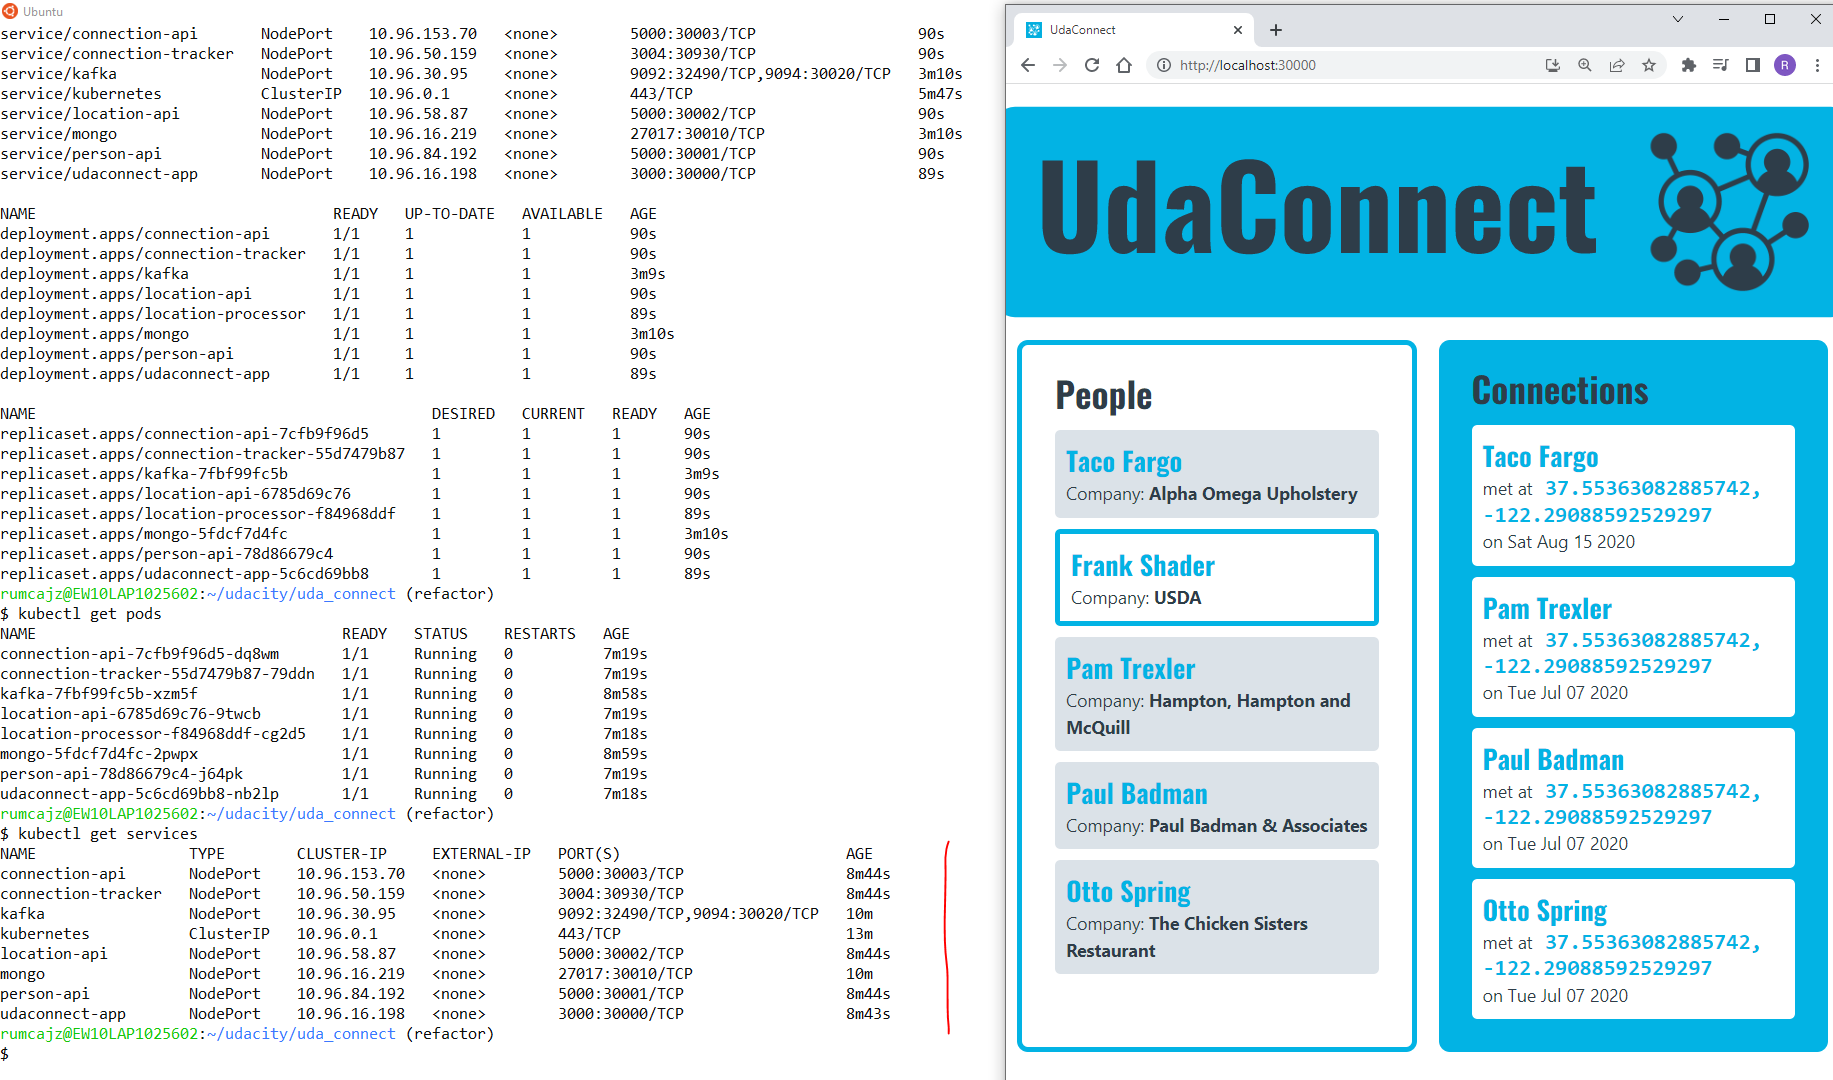 Ubuntu
service/connection-api NodePort 10.96.153.70 <none> 5000:30003/TCP 90s
service/connection-tracker NodePort 10.96.50.159 <none> 3004:30930/TCP 90s
service/kafka NodePort 10.96.30.95 <none> 9092:32490/TCP,9094:30020/TCP 3m10s
service/kubernetes ClusterIP 10.96.0.1 <none> 443/TCP 5m47s
service/location-api NodePort 10.96.58.87 <none> 5000:30002/TCP 90s
service/mongo NodePort 10.96.16.219 <none> 27017:30010/TCP 3m10s
service/person-api NodePort 10.96.84.192 <none> 5000:30001/TCP 90s
service/udaconnect-app NodePort 10.96.16.198 <none> 3000:30000/TCP 89s
NAME READY UP-TO-DATE AVAILABLE AGE
deployment.apps/connection-api 1/1 1 1 90s
deployment.apps/connection-tracker 1/1 1 1 90s
deployment.apps/kafka 1/1 1 1 3m9s
deployment.apps/location-api 1/1 1 1 90s
deployment.apps/location-processor 1/1 1 1 89s
deployment.apps/mongo 1/1 1 1 3m10s
deployment.apps/person-api 1/1 1 1 90s
deployment.apps/udaconnect-app 1/1 1 1 89s
NAME DESIRED CURRENT READY AGE
replicaset.apps/connection-api-7cfb9f96d5 1 1 1 90s
replicaset.apps/connection-tracker-55d7479b87 1 1 1 90s
replicaset.apps/kafka-7fbf99fc5b 1 1 1 3m9s
replicaset.apps/location-api-6785d69c76 1 1 1 90s
replicaset.apps/location-processor-f84968ddf 1 1 1 89s
replicaset.apps/mongo-5fdcf7d4fc 1 1 1 3m10s
replicaset.apps/person-api-78d86679c4 1 1 1 90s
replicaset.apps/udaconnect-app-5c6cd69bb8 1 1 1 89s
rumcajz@EW10LAP1025602:~/udacity/uda_connect (refactor)
$ kubectl get pods
NAME READY STATUS RESTARTS AGE
connection-api-7cfb9f96d5-dq8wm 1/1 Running 0 7m19s
connection-tracker-55d7479b87-79ddn 1/1 Running 0 7m19s
kafka-7fbf99fc5b-xzm5f 1/1 Running 0 8m58s
location-api-6785d69c76-9twcb 1/1 Running 0 7m19s
location-processor-f84968ddf-cg2d5 1/1 Running 0 7m18s
mongo-5fdcf7d4fc-2pwpx 1/1 Running 0 8m59s
person-api-78d86679c4-j64pk 1/1 Running 0 7m19s
udaconnect-app-5c6cd69bb8-nb2lp 1/1 Running 0 7m18s
rumcajz@EW10LAP1025602:~/udacity/uda_connect (refactor)
$ kubectl get services
NAME TYPE CLUSTER-IP EXTERNAL-IP PORT(S) AGE
connection-api NodePort 10.96.153.70 <none> 5000:30003/TCP 8m44s
connection-tracker NodePort 10.96.50.159 <none> 3004:30930/TCP 8m44s
kafka NodePort 10.96.30.95 <none> 9092:32490/TCP,9094:30020/TCP 10m
kubernetes ClusterIP 10.96.0.1 <none> 443/TCP 13m
location-api NodePort 10.96.58.87 <none> 5000:30002/TCP 8m44s
mongo NodePort 10.96.16.219 <none> 27017:30010/TCP 10m
person-api NodePort 10.96.84.192 <none> 5000:30001/TCP 8m44s
udaconnect-app NodePort 10.96.16.198 <none> 3000:30000/TCP 8m43s
rumcajz@EW10LAP1025602:~/udacity/uda_connect (refactor)
$
UdaConnect
http://localhost:30000
R
UdaConnect
People
Taco Fargo
Company: Alpha Omega Upholstery
Frank Shader
Company: USDA
Pam Trexler
Company: Hampton, Hampton and
McQuill
Paul Badman
Company: Paul Badman & Associates
Otto Spring
Company: The Chicken Sisters
Restaurant
Connections
Taco Fargo
met at 37.55363082885742,
-122.29088592529297
on Sat Aug 15 2020
Pam Trexler
met at 37.55363082885742,
-122.29088592529297
on Tue Jul 07 2020
Paul Badman
met at 37.55363082885742,
-122.29088592529297
on Tue Jul 07 2020
Otto Spring
met at 37.55363082885742,
-122.29088592529297
on Tue Jul 07 2020